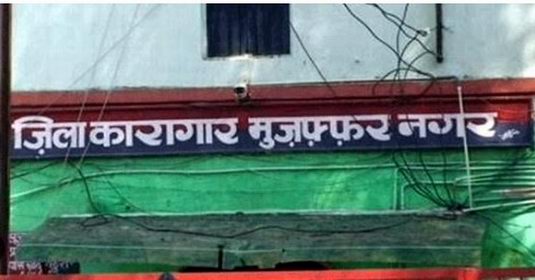 ज़िला कारागार मुज़फ़्फ़र नगर